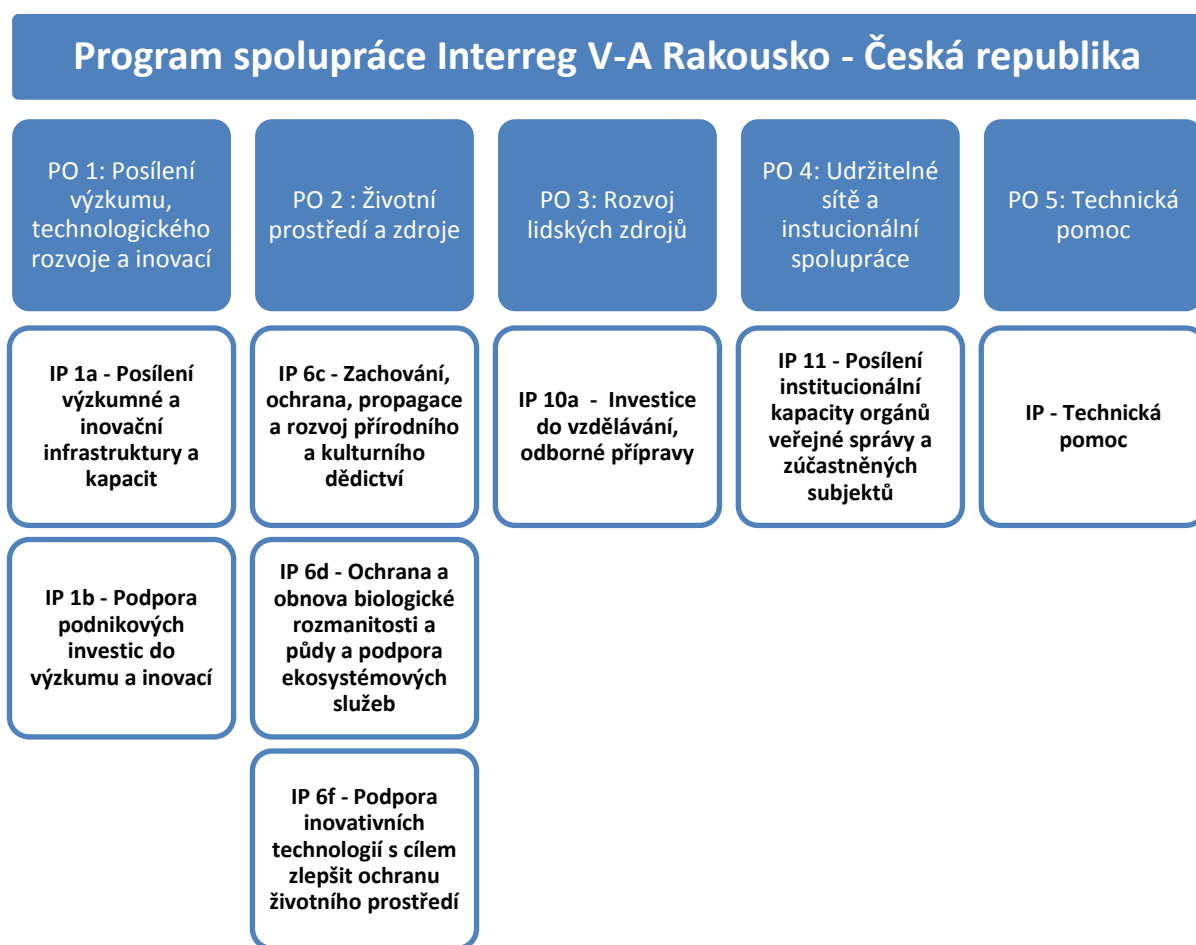 Program spolupráce Interreg V-A Rakousko - Česká republika
PO 1: Posílení
výzkumu,
technologického
rozvoje a inovací
PO 2 : Životní
prostředí a zdroje
PO 3: Rozvoj
lidských zdrojů
PO 4: Udržitelné
sítě a
instucionální
spolupráce
PO 5: Technická
pomoc
IP 1a - Posílení
výzkumné a
inovační
infrastruktury a
kapacit
IP 6c - Zachování,
ochrana, propagace
a rozvoj přírodního
a kulturního
dědictví
IP 10a  -  Investice
do vzdělávání,
odborné přípravy
IP 11 - Posílení
institucionální
kapacity orgánů
veřejné správy a
zúčastněných
subjektů
IP - Technická
pomoc
IP 1b - Podpora
podnikových
investic do
výzkumu a inovací
IP 6d - Ochrana a
obnova biologické
rozmanitosti a
půdy a podpora
ekosystémových
služeb
IP 6f - Podpora
inovativních
technologií s cílem
zlepšit ochranu
životního prostředí